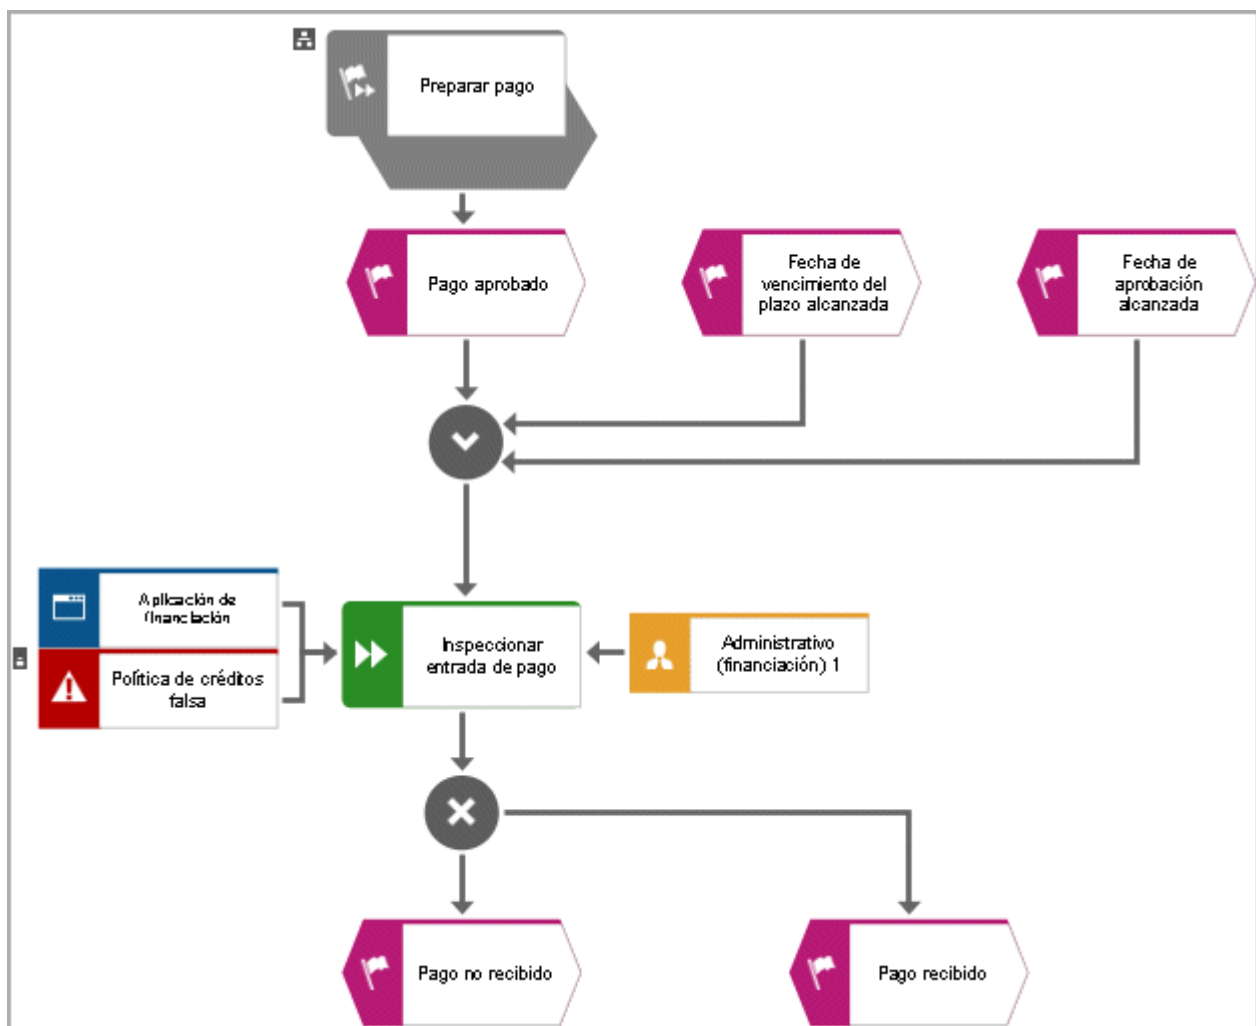 Preparar pago
Pago aprobado
Fecha de
vencimiento del
plazo alcanzada
Fecha de
aprobación
alcanzada
Aplicación de
financiación
Política de créditos
falsa
Inspeccionar
entrada de pago
Administrativo
(financiación) 1
Pago no recibido
Pago recibido